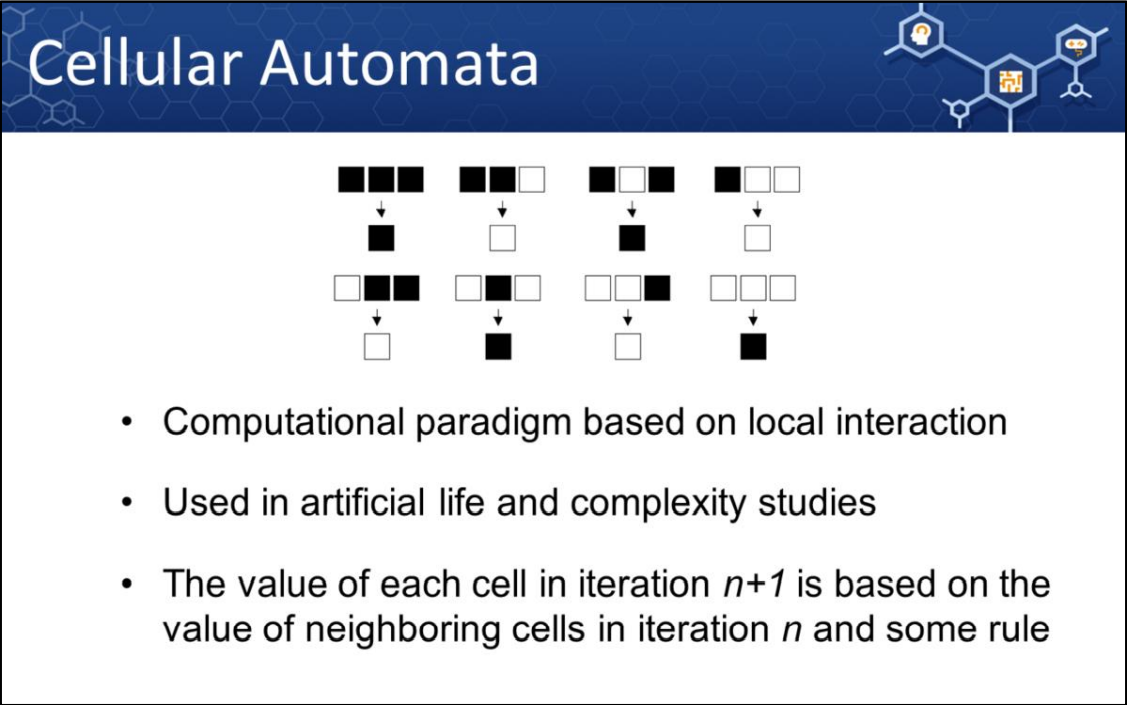 Cellular Automata
• Computational paradigm based on local interaction
• Used in artificial life and complexity studies
• The value of each cell in iteration n+1 is based on the
value of neighboring cells in iteration n and some rule